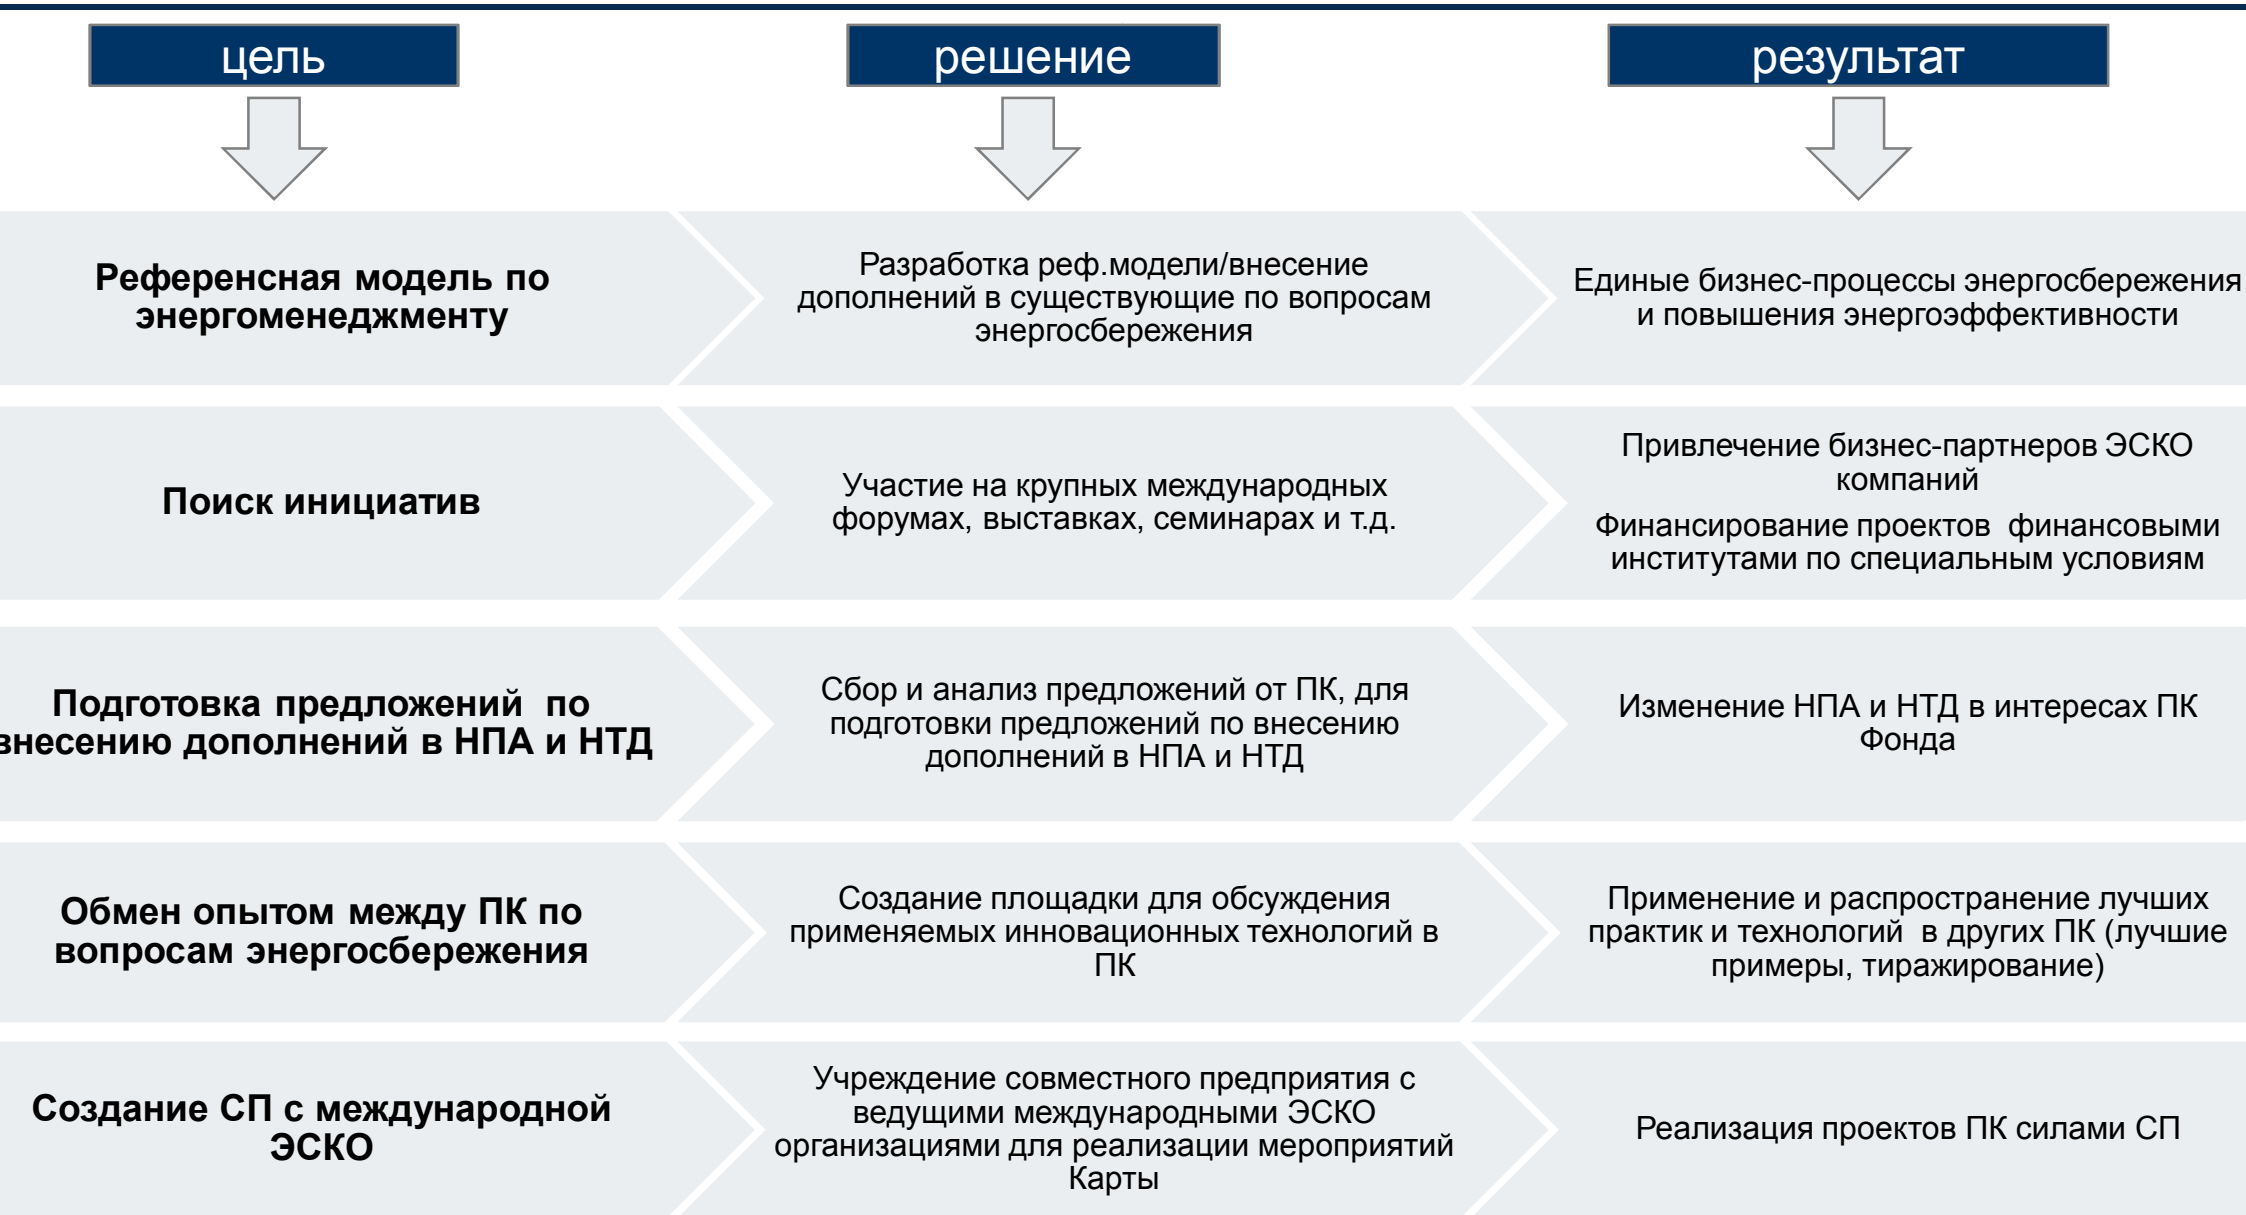 цель
решение
результат
Референсная модель по
энергоменеджменту
Разработка реф.модели/внесение
дополнений в существующие по вопросам
энергосбережения
Единые бизнес-процессы энергосбережения
и повышения энергоэффективности
Поиск инициатив
Участие на крупных международных
форумах, выставках, семинарах и т.д.
Привлечение бизнес-партнеров ЭСКО
компаний
Финансирование проектов  финансовыми
институтами по специальным условиям
Подготовка предложений  по
внесению дополнений в НПА и НТД
Сбор и анализ предложений от ПК, для
подготовки предложений по внесению
дополнений в НПА и НТД
Изменение НПА и НТД в интересах ПК
Фонда
Обмен опытом между ПК по
вопросам энергосбережения
Создание площадки для обсуждения
применяемых инновационных технологий в
ПК
Применение и распространение лучших
практик и технологий  в других ПК (лучшие
примеры, тиражирование)
Создание СП с международной
ЭСКО
Учреждение совместного предприятия с
ведущими международными ЭСКО
организациями для реализации мероприятий
Карты
Реализация проектов ПК силами СП